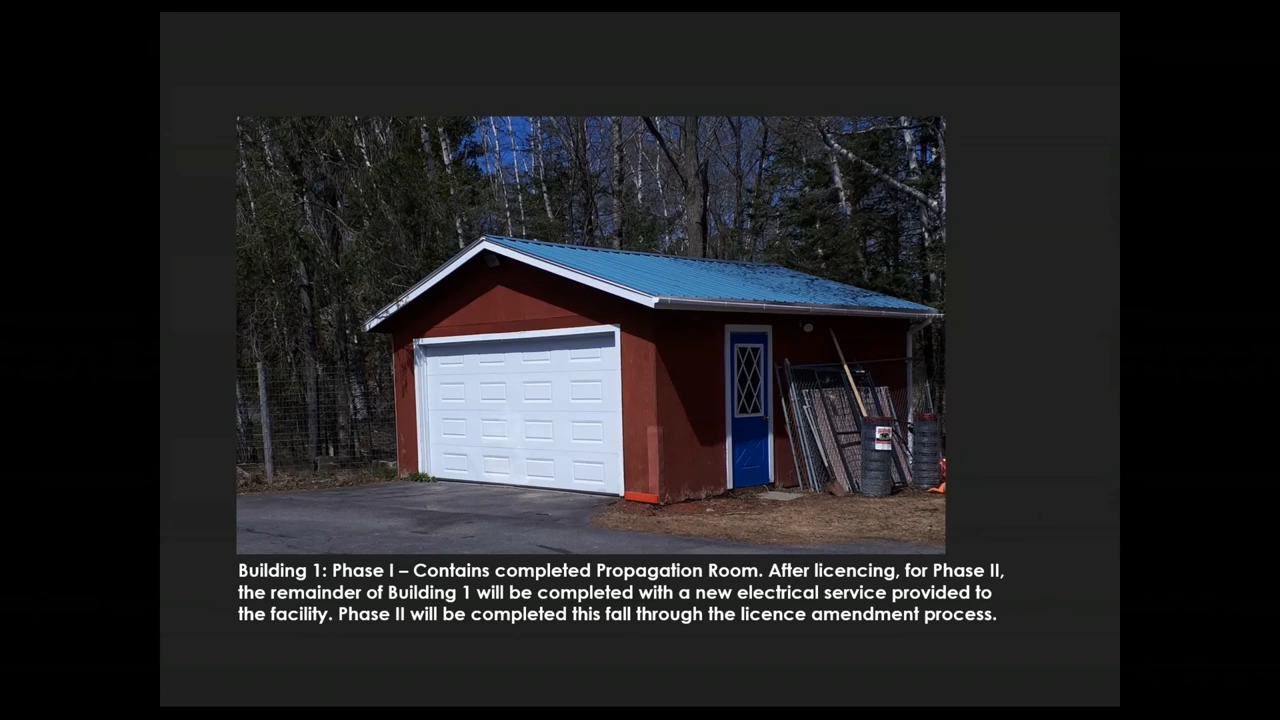 Building 1: Phase I – Contains completed Propagation Room. After licencing, for Phase II,
the remainder of Building 1 will be completed with a new electrical service provided to
the facility. Phase II will be completed this fall through the licence amendment process.